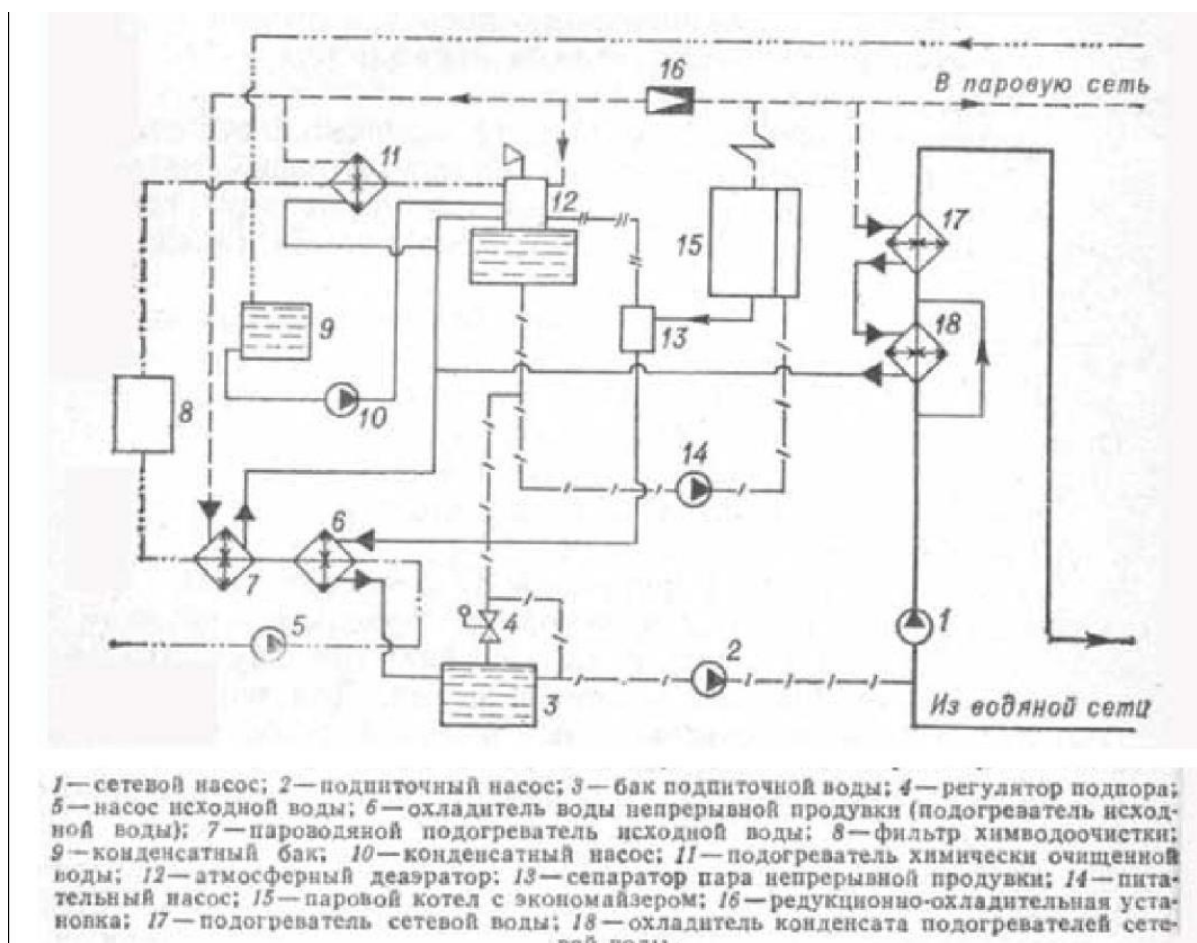 16
В паровую сеть
11
12
17
15
9
13
18
8
10
14
6
7
5
4
2
1
3
Из водяной сети
1—сетевой насос; 2—подпиточный насос; 3—бак подпиточной воды; 4—регулятор подпора;
5—насос исходной воды; 6—охладитель воды непрерывной продувки (подогреватель исход-
ной воды); 7—пароводяной подогреватель исходной воды; 8—фильтр химводоочистки;
9—конденсатный бак; 10—конденсатный насос; 11—подогреватель химически очищенной
воды; 12—атмосферный деаэратор; 13—сепаратор пара непрерывной продувки; 14—пита-
тельный насос; 15—паровой котел с экономайзером; 16—редукционно-охладительная уста-
новка; 17—подогреватель сетевой воды; 18—охладитель конденсата подогревателей сете-
вой воды